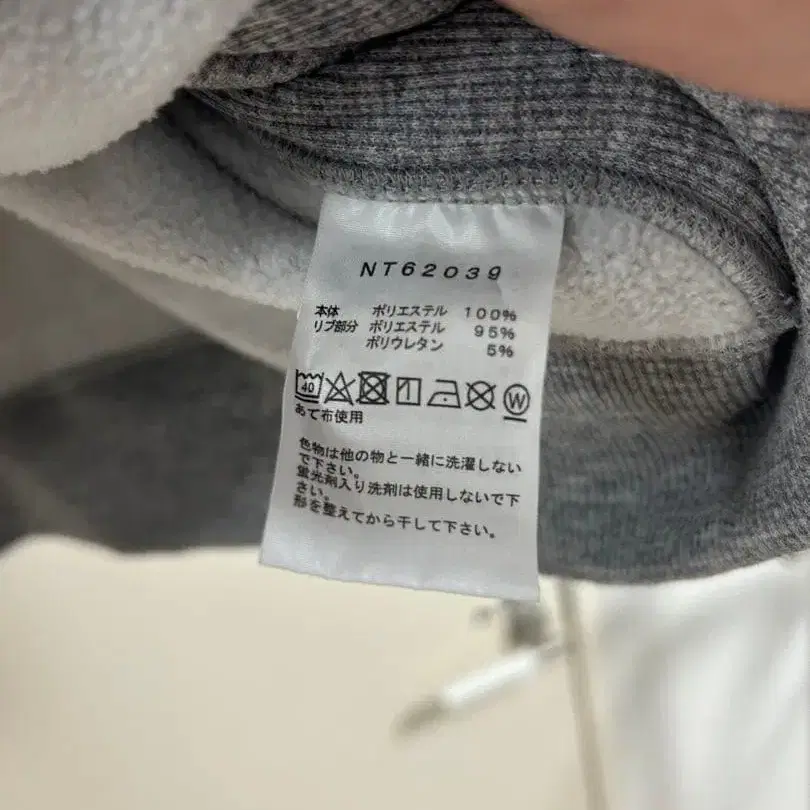 NT62039
本体 ポリエステル 100%
リブ部分 ポリエステル 95%
ポリウレタン 5%
40 W
あて布使用
色物は他の物と一緒に洗濯しない
で下さい。
蛍光剤入り洗剤は使用しないで下
さい。
形を整えてから干して下さい。